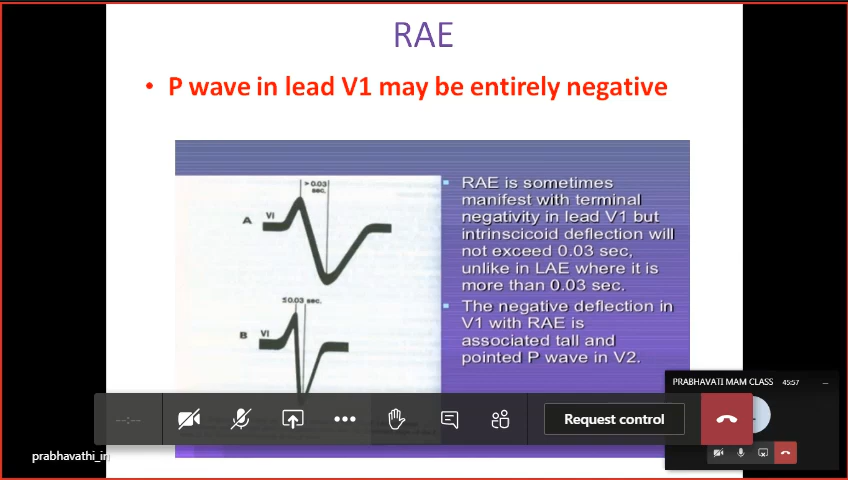 RAE
• P wave in lead V1 may be entirely negative
> 0.03
sec.
A
VI
RAE is sometimes
manifest with terminal
negativity in lead V1 but
intrinscicoid deflection will
not exceed 0.03 sec,
unlike in LAE where it is
more than 0.03 sec.
≤0.03 sec.
B
VI
The negative deflection in
V1 with RAE is
associated tall and
pointed P wave in V2.
PRABHAVATI MAM CLASS
45:57
--:--
Request control
prabhavathi_in